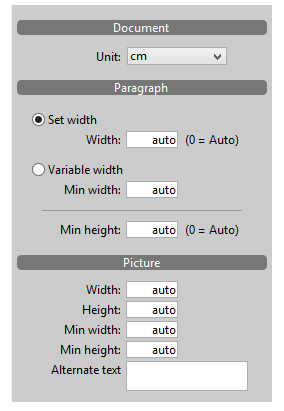 Document
Unit: cm
Paragraph
Set width
Width: auto (0 = Auto)
Variable width
Min width: auto
Min height: auto (0 = Auto)
Picture
Width: auto
Height: auto
Min width: auto
Min height: auto
Alternate text